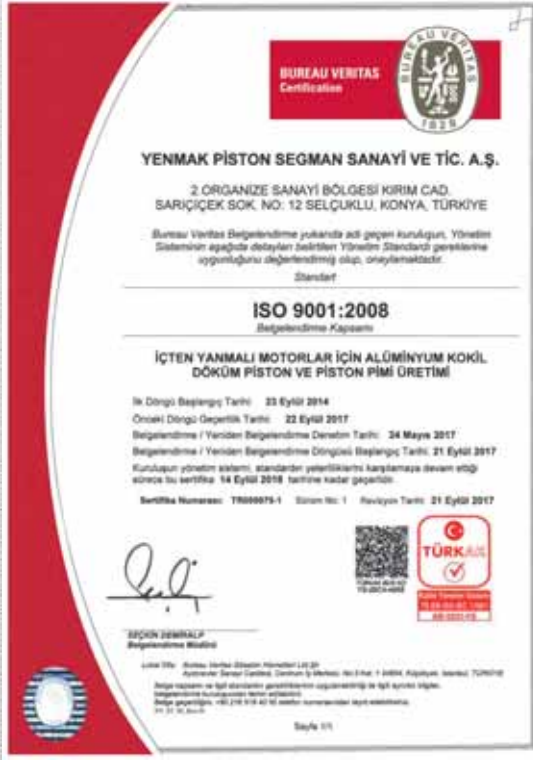 BUREAU VERITAS
Certification
BUREAU VERITAS
1828
YENMAK PİSTON SEGMAN SANAYİ VE TİC. A.Ş.
2.ORGANİZE SANAYİ BÖLGESİ KIRIM CAD.
SARIÇİÇEK SOK. NO: 12 SELÇUKLU, KONYA, TÜRKİYE
Bureau Veritas Belgelendirme yukarıda adı geçen kuruluşun, Yönetim
Sisteminin aşağıda detayları belirtilen Yönetim Standardı gereklerine
uygunluğunu değerlendirmiş olup, onaylamaktadır.
Standart
ISO 9001:2008
Belgelendirme Kapsamı
İÇTEN YANMALI MOTORLAR İÇİN ALÜMİNYUM KOKİL
DÖKÜM PİSTON VE PİSTON PİMİ ÜRETİMİ
İlk Döngü Başlangıç Tarihi: 23 Eylül 2014
Önceki Döngü Geçerlilik Tarihi: 22 Eylül 2017
Belgelendirme / Yeniden Belgelendirme Denetim Tarihi: 24 Mayıs 2017
Belgelendirme / Yeniden Belgelendirme Döngüsü Başlangıç Tarihi: 21 Eylül 2017
Kuruluşun yönetim sistemi, standardın yeterliliklerini karşılamaya devam ettiği
sürece bu sertifika 14 Eylül 2018 tarihine kadar geçerlidir.
Sertifika Numarası: Sürüm No: 1 Revizyon Tarihi: 21 Eylül 2017
TÜRKAK
SEÇKİN DEMİRALP
Belgelendirme Müdürü
Sayfa 1/1